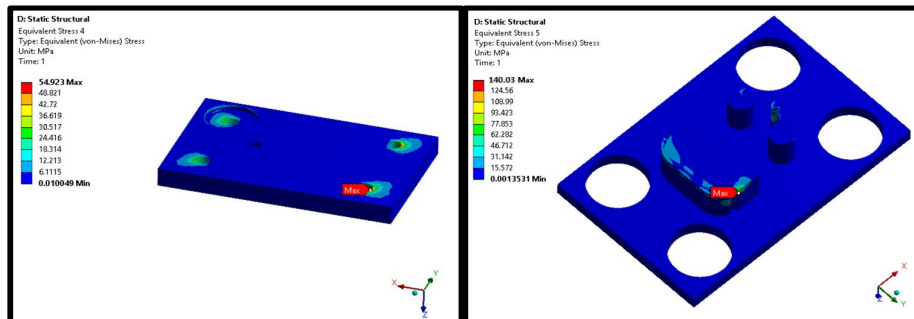 D: Static Structural
Equivalent Stress 4
Type: Equivalent (von-Mises) Stress
Unit: MPa
Time: 1
54.923 Max
48.821
42.72
36.619
30.517
24.416
18.314
12.213
6.1115
0.010049 Min
Max
X
Y
Z
D: Static Structural
Equivalent Stress 5
Type: Equivalent (von-Mises) Stress
Unit: MPa
Time: 1
140.03 Max
124.56
108.99
93.423
77.853
62.282
46.712
31.142
15.572
0.0013531 Min
Max
X
Y
Z